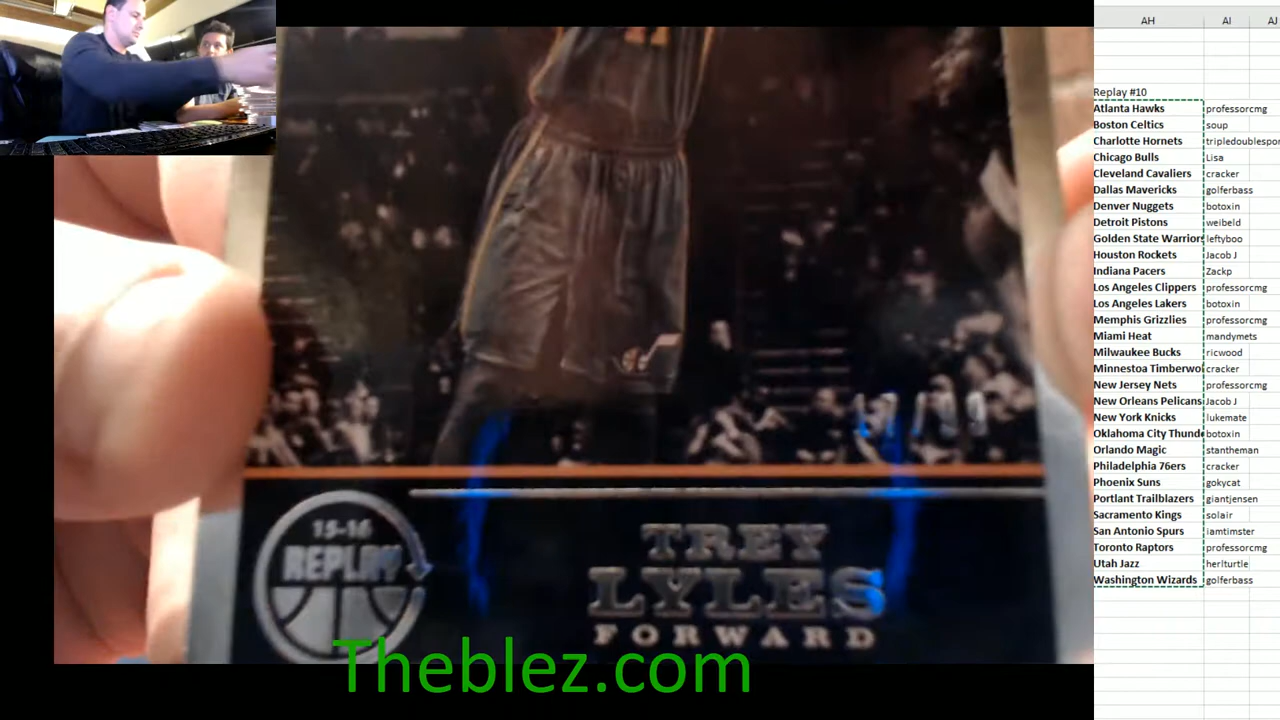 AH AI AJ
Replay #10
Atlanta Hawks professorcmg
Boston Celtics soup
Charlotte Hornets tripledoublespor
Chicago Bulls Lisa
Cleveland Cavaliers cracker
Dallas Mavericks golferbass
Denver Nuggets botoxin
Detroit Pistons weibeld
Golden State Warriors leftyboo
Houston Rockets Jacob J
Indiana Pacers Zackp
Los Angeles Clippers professorcmg
Los Angeles Lakers botoxin
Memphis Grizzlies professorcmg
Miami Heat mandymets
Milwaukee Bucks ricwood
Minnestoa Timberwo cracker
New Jersey Nets professorcmg
New Orleans Pelicans Jacob J
New York Knicks lukemate
Oklahoma City Thund botoxin
Orlando Magic stantheman
Philadelphia 76ers cracker
Phoenix Suns gokycat
Portlant Trailblazers giantjensen
Sacramento Kings solair
San Antonio Spurs iamtimster
Toronto Raptors professorcmg
Utah Jazz herlturtle
Washington Wizards golferbass
15-16
REPLAY
TREY
LYLES
FORWARD
Theblez.com